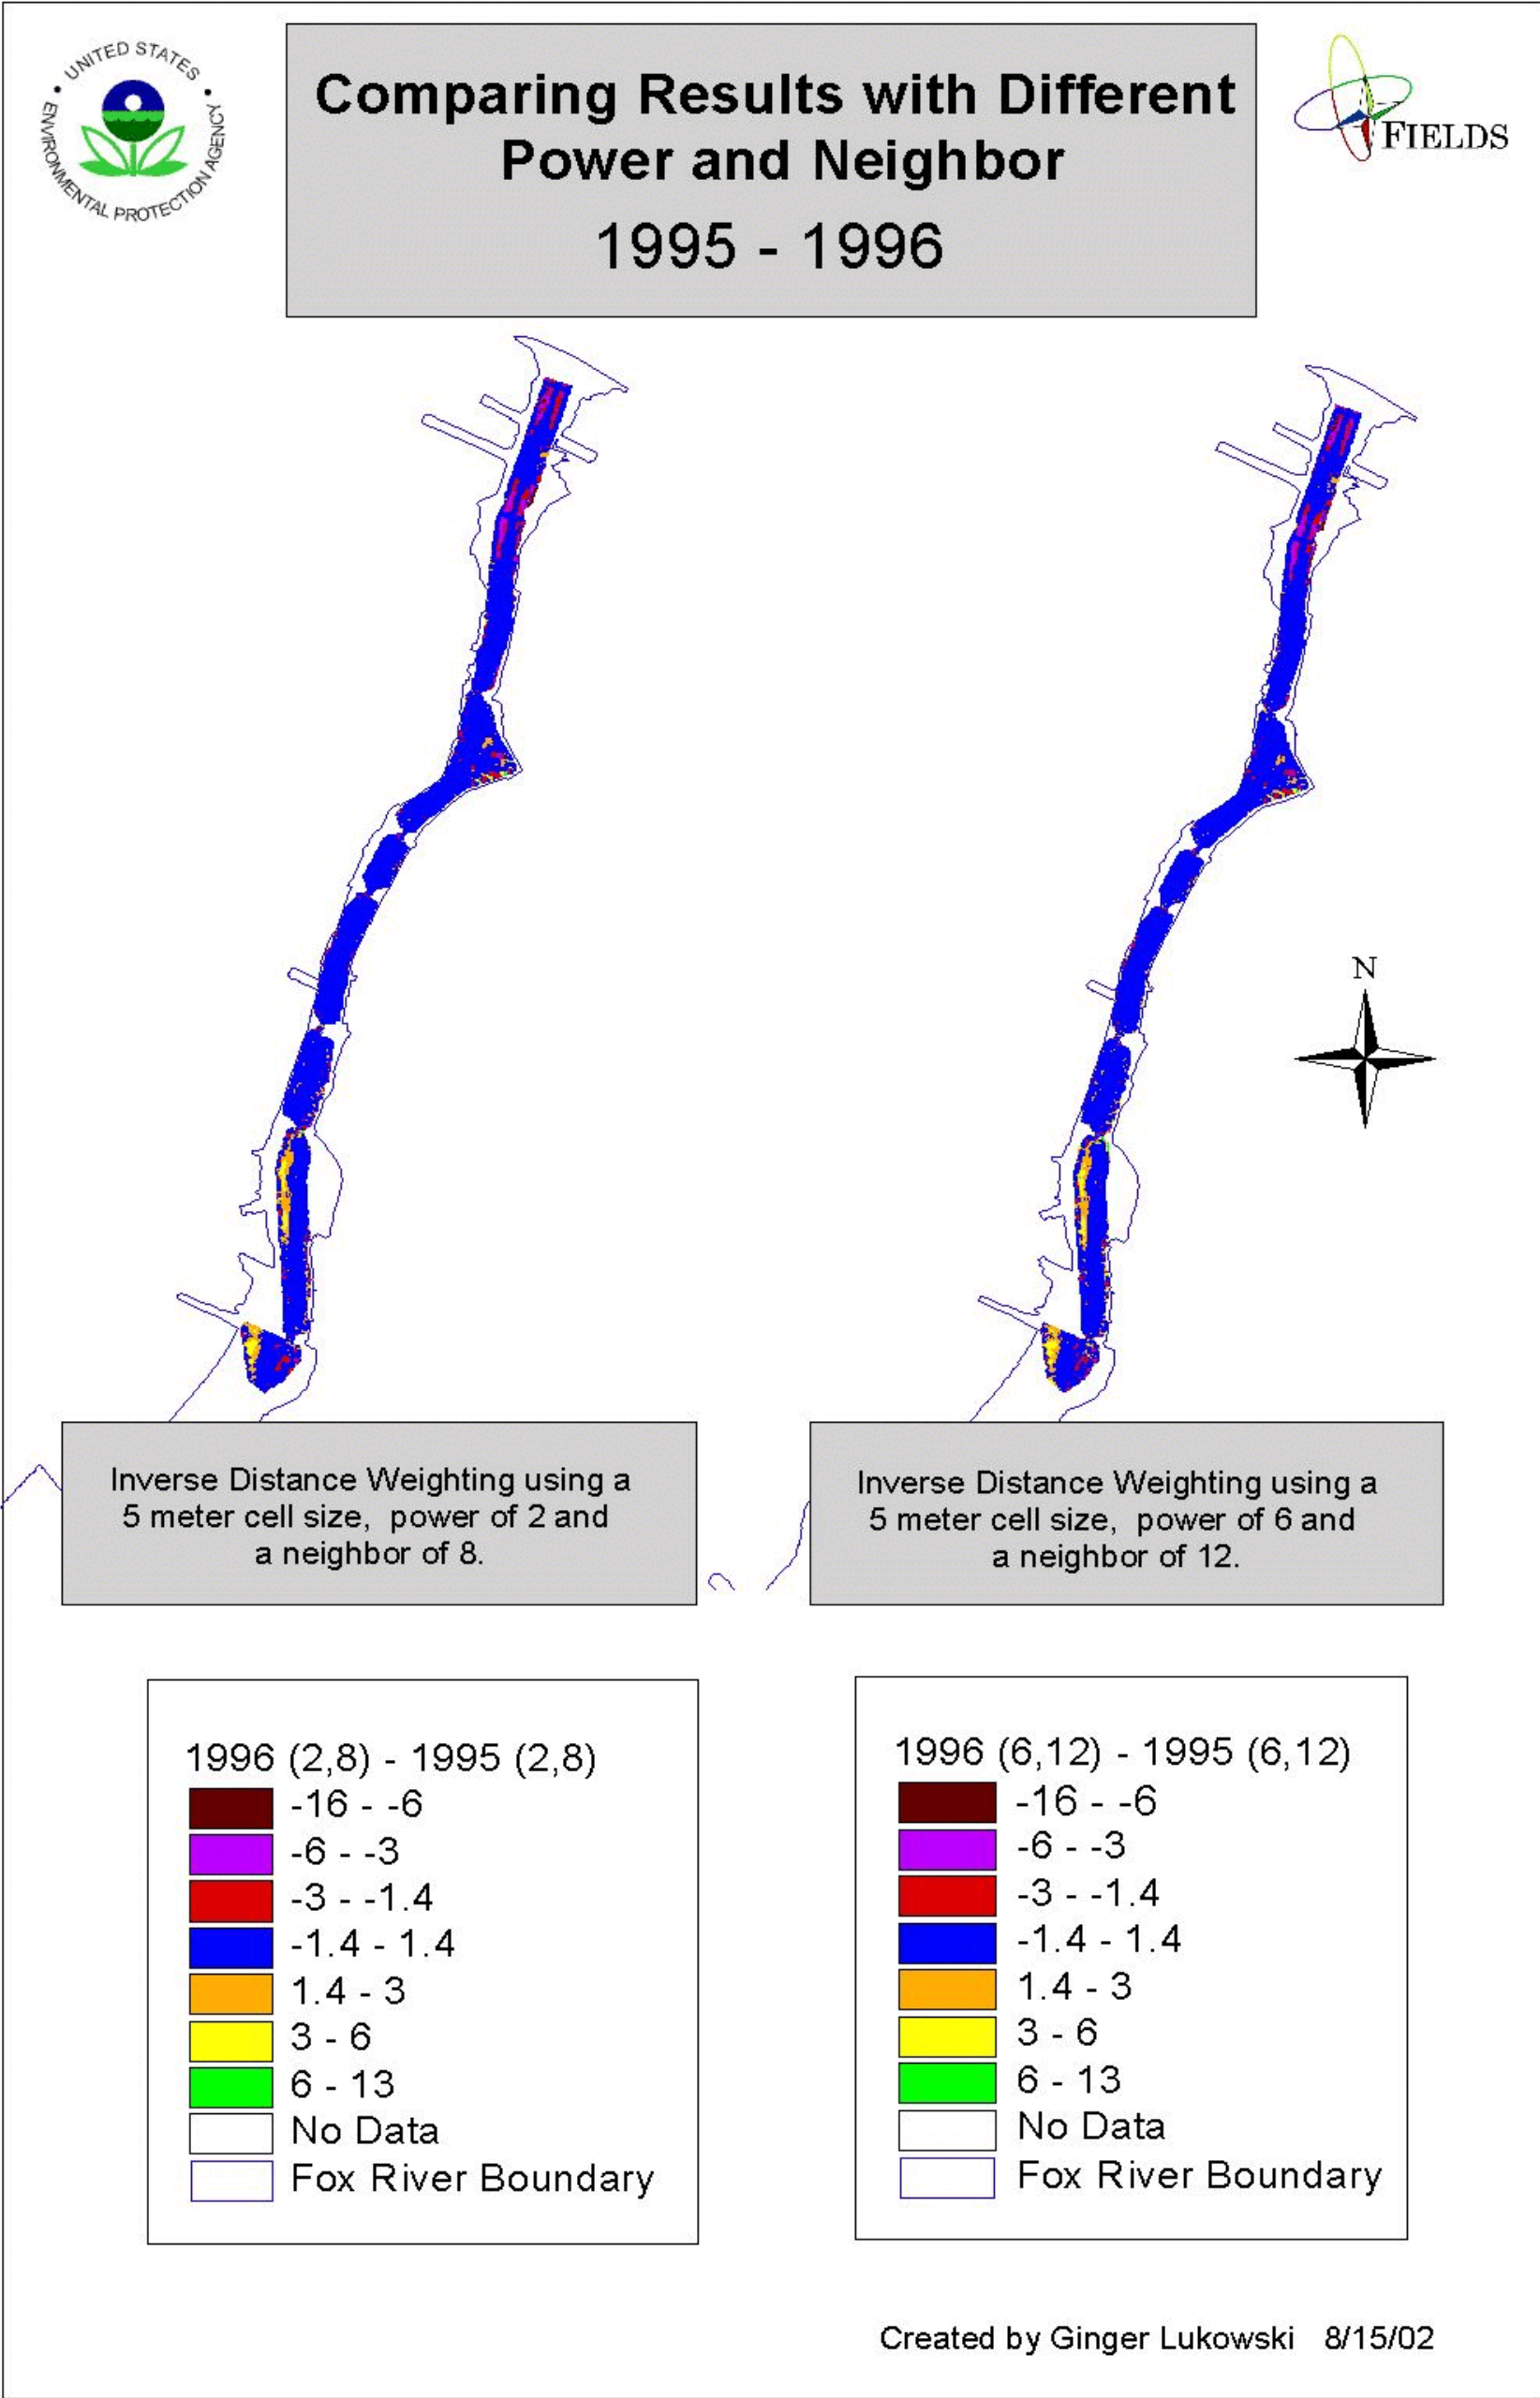 UNITED STATES
• ENVIRONMENTAL PROTECTION AGENCY •
Comparing Results with Different
Power and Neighbor
1995 - 1996
FIELDS
N
Inverse Distance Weighting using a
5 meter cell size, power of 2 and
a neighbor of 8.
Inverse Distance Weighting using a
5 meter cell size, power of 6 and
a neighbor of 12.
1996 (2,8) - 1995 (2,8)
-16 - -6
-6 - -3
-3 - -1.4
-1.4 - 1.4
1.4 - 3
3 - 6
6 - 13
No Data
Fox River Boundary
1996 (6,12) - 1995 (6,12)
-16 - -6
-6 - -3
-3 - -1.4
-1.4 - 1.4
1.4 - 3
3 - 6
6 - 13
No Data
Fox River Boundary
Created by Ginger Lukowski 8/15/02